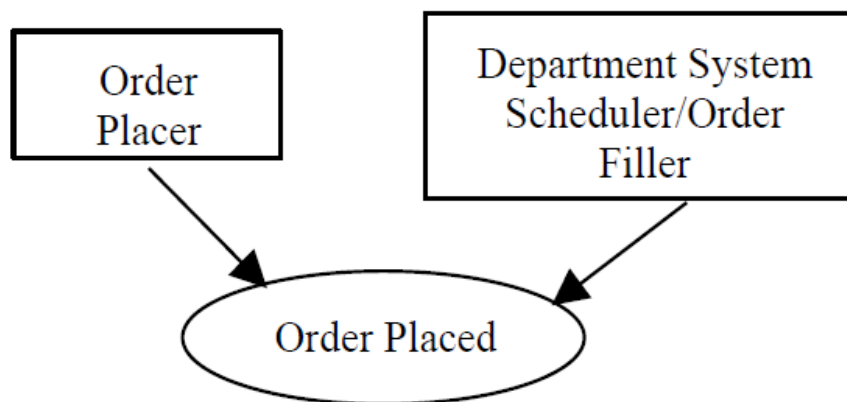 Order
Placer
Department System
Scheduler/Order
Filler
Order Placed